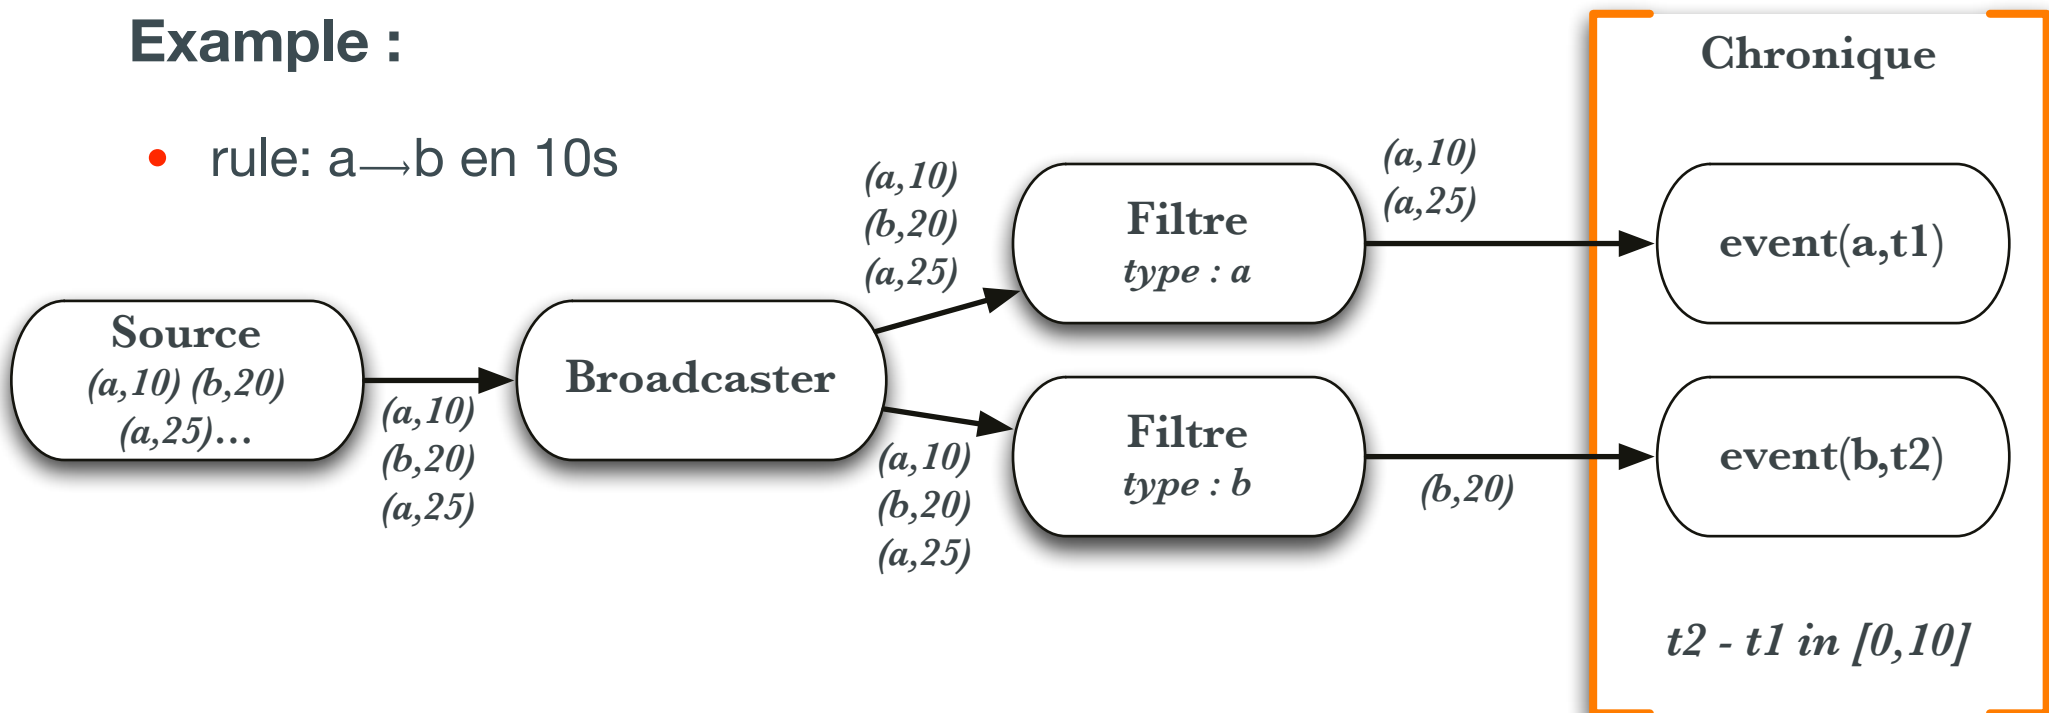 Example :
• rule: a→b en 10s
Source
(a,10) (b,20)
(a,25)...
(a,10)
(b,20)
(a,25)
Broadcaster
(a,10)
(b,20)
(a,25)
(a,10)
(b,20)
(a,25)
Filtre
type : a
Filtre
type : b
(a,10)
(a,25)
(b,20)
Chronique
event(a,t1)
event(b,t2)
t2 - t1 in [0,10]